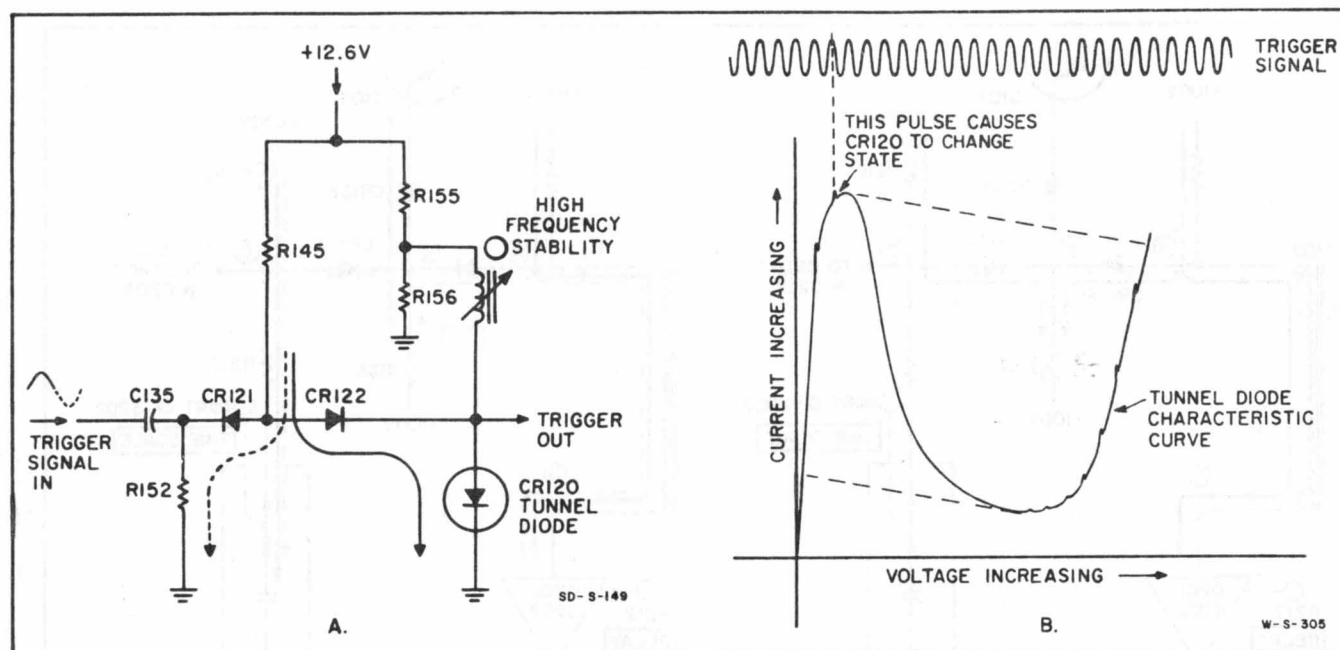 +12.6V
R155
HIGH
FREQUENCY
STABILITY
R145
R156
C135
CR121
CR122
TRIGGER
SIGNAL
IN
TRIGGER
OUT
R152
CR120
TUNNEL
DIODE
SD-S-149
A.
TRIGGER
SIGNAL
THIS PULSE CAUSES
CR120 TO CHANGE
STATE
CURRENT INCREASING
TUNNEL DIODE
CHARACTERISTIC
CURVE
VOLTAGE INCREASING
B.
W-S-305